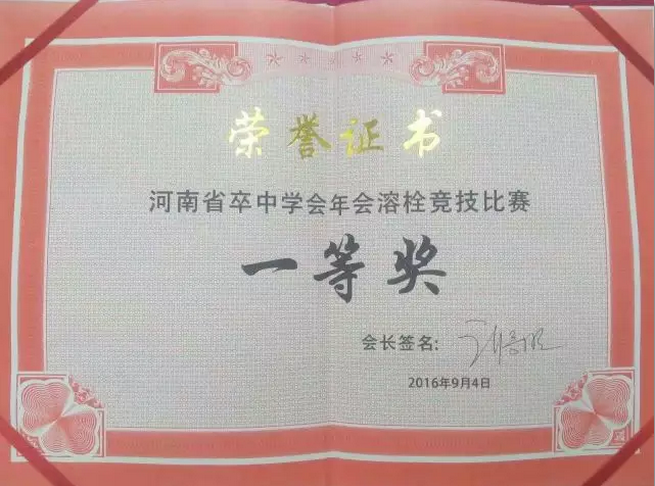 荣誉证书
河南省卒中学会年会溶栓竞技比赛
一等奖
会长签名:
2016年9月4日